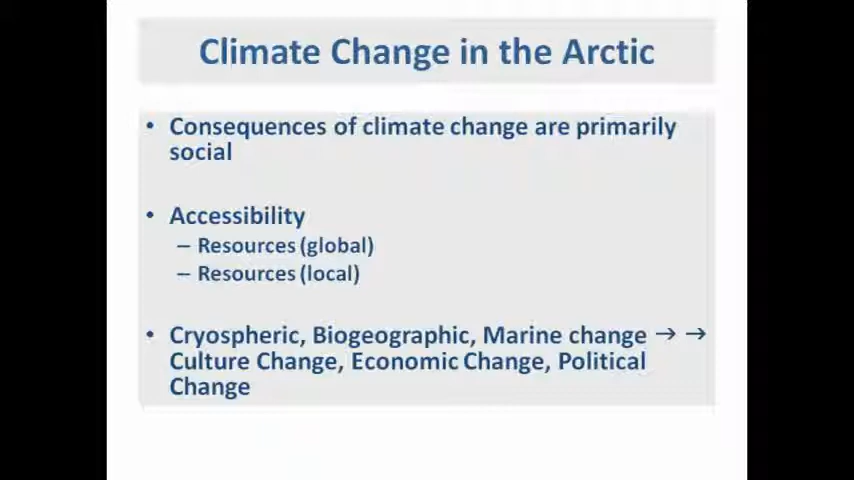 Climate Change in the Arctic
• Consequences of climate change are primarily
social
• Accessibility
– Resources (global)
– Resources (local)
• Cryospheric, Biogeographic, Marine change → →
Culture Change, Economic Change, Political
Change